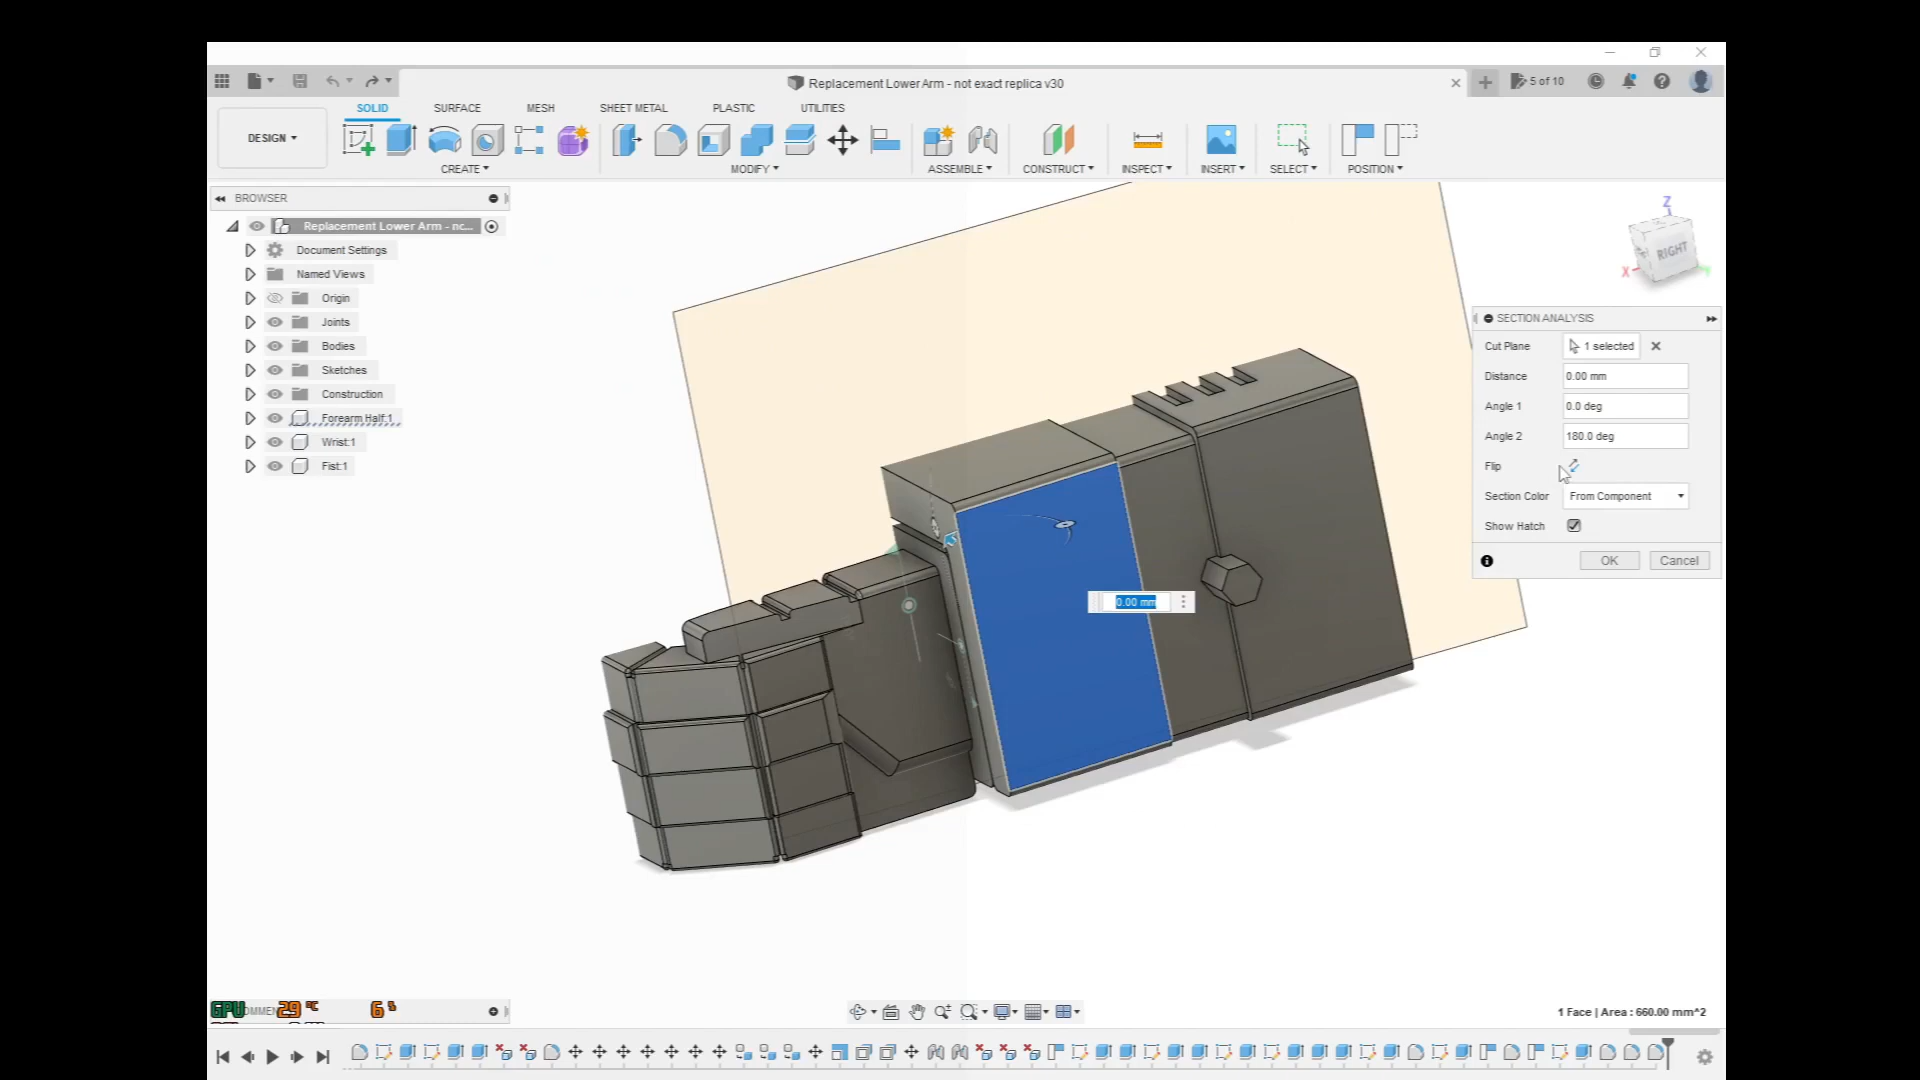 Replacement Lower Arm - not exact replica v30
5 of 10
DESIGN
SOLID SURFACE MESH SHEET METAL PLASTIC UTILITIES
CREATE MODIFY ASSEMBLE CONSTRUCT INSPECT INSERT SELECT POSITION
BROWSER
Replacement Lower Arm - nc...
Document Settings
Named Views
Origin
Joints
Bodies
Sketches
Construction
Forearm Half:1
Wrist:1
Fist:1
Z
RIGHT
X
SECTION ANALYSIS
Cut Plane 1 selected
Distance 0.00 mm
Angle 1 0.0 deg
Angle 2 180.0 deg
Flip
Section Color From Component
Show Hatch
OK Cancel
0.00 mm
GPU 29 °C 6 %
1 Face | Area : 660.00 mm^2